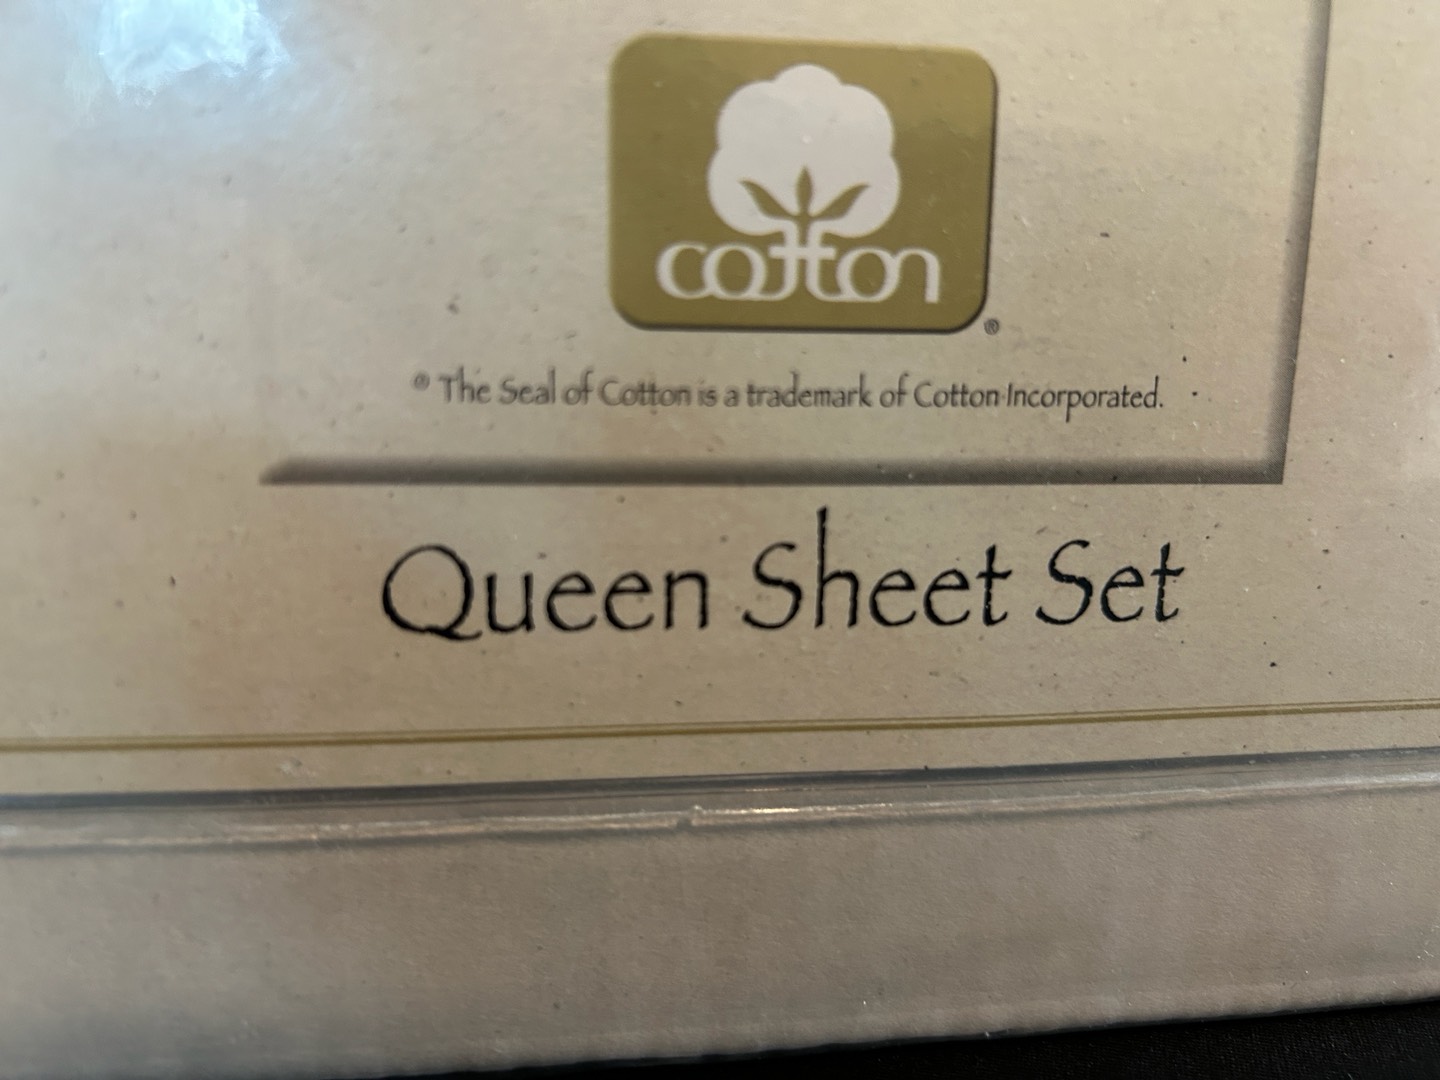 cotton
®
® The Seal of Cotton is a trademark of Cotton Incorporated.
Queen Sheet Set